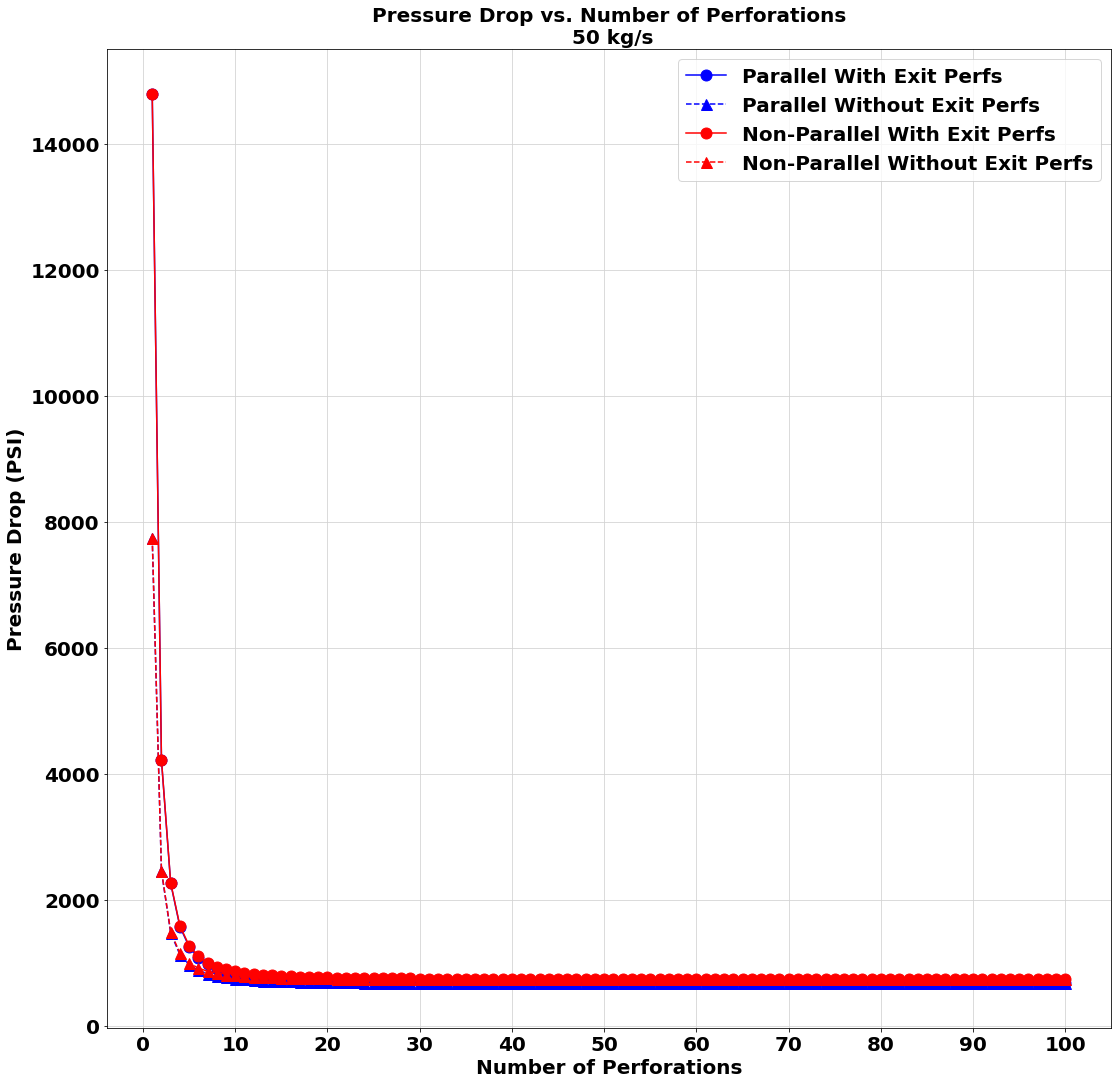 Pressure Drop vs. Number of Perforations
50 kg/s
Parallel With Exit Perfs
Parallel Without Exit Perfs
Non-Parallel With Exit Perfs
Non-Parallel Without Exit Perfs
Pressure Drop (PSI)
14000
12000
10000
8000
6000
4000
2000
0
0 10 20 30 40 50 60 70 80 90 100
Number of Perforations